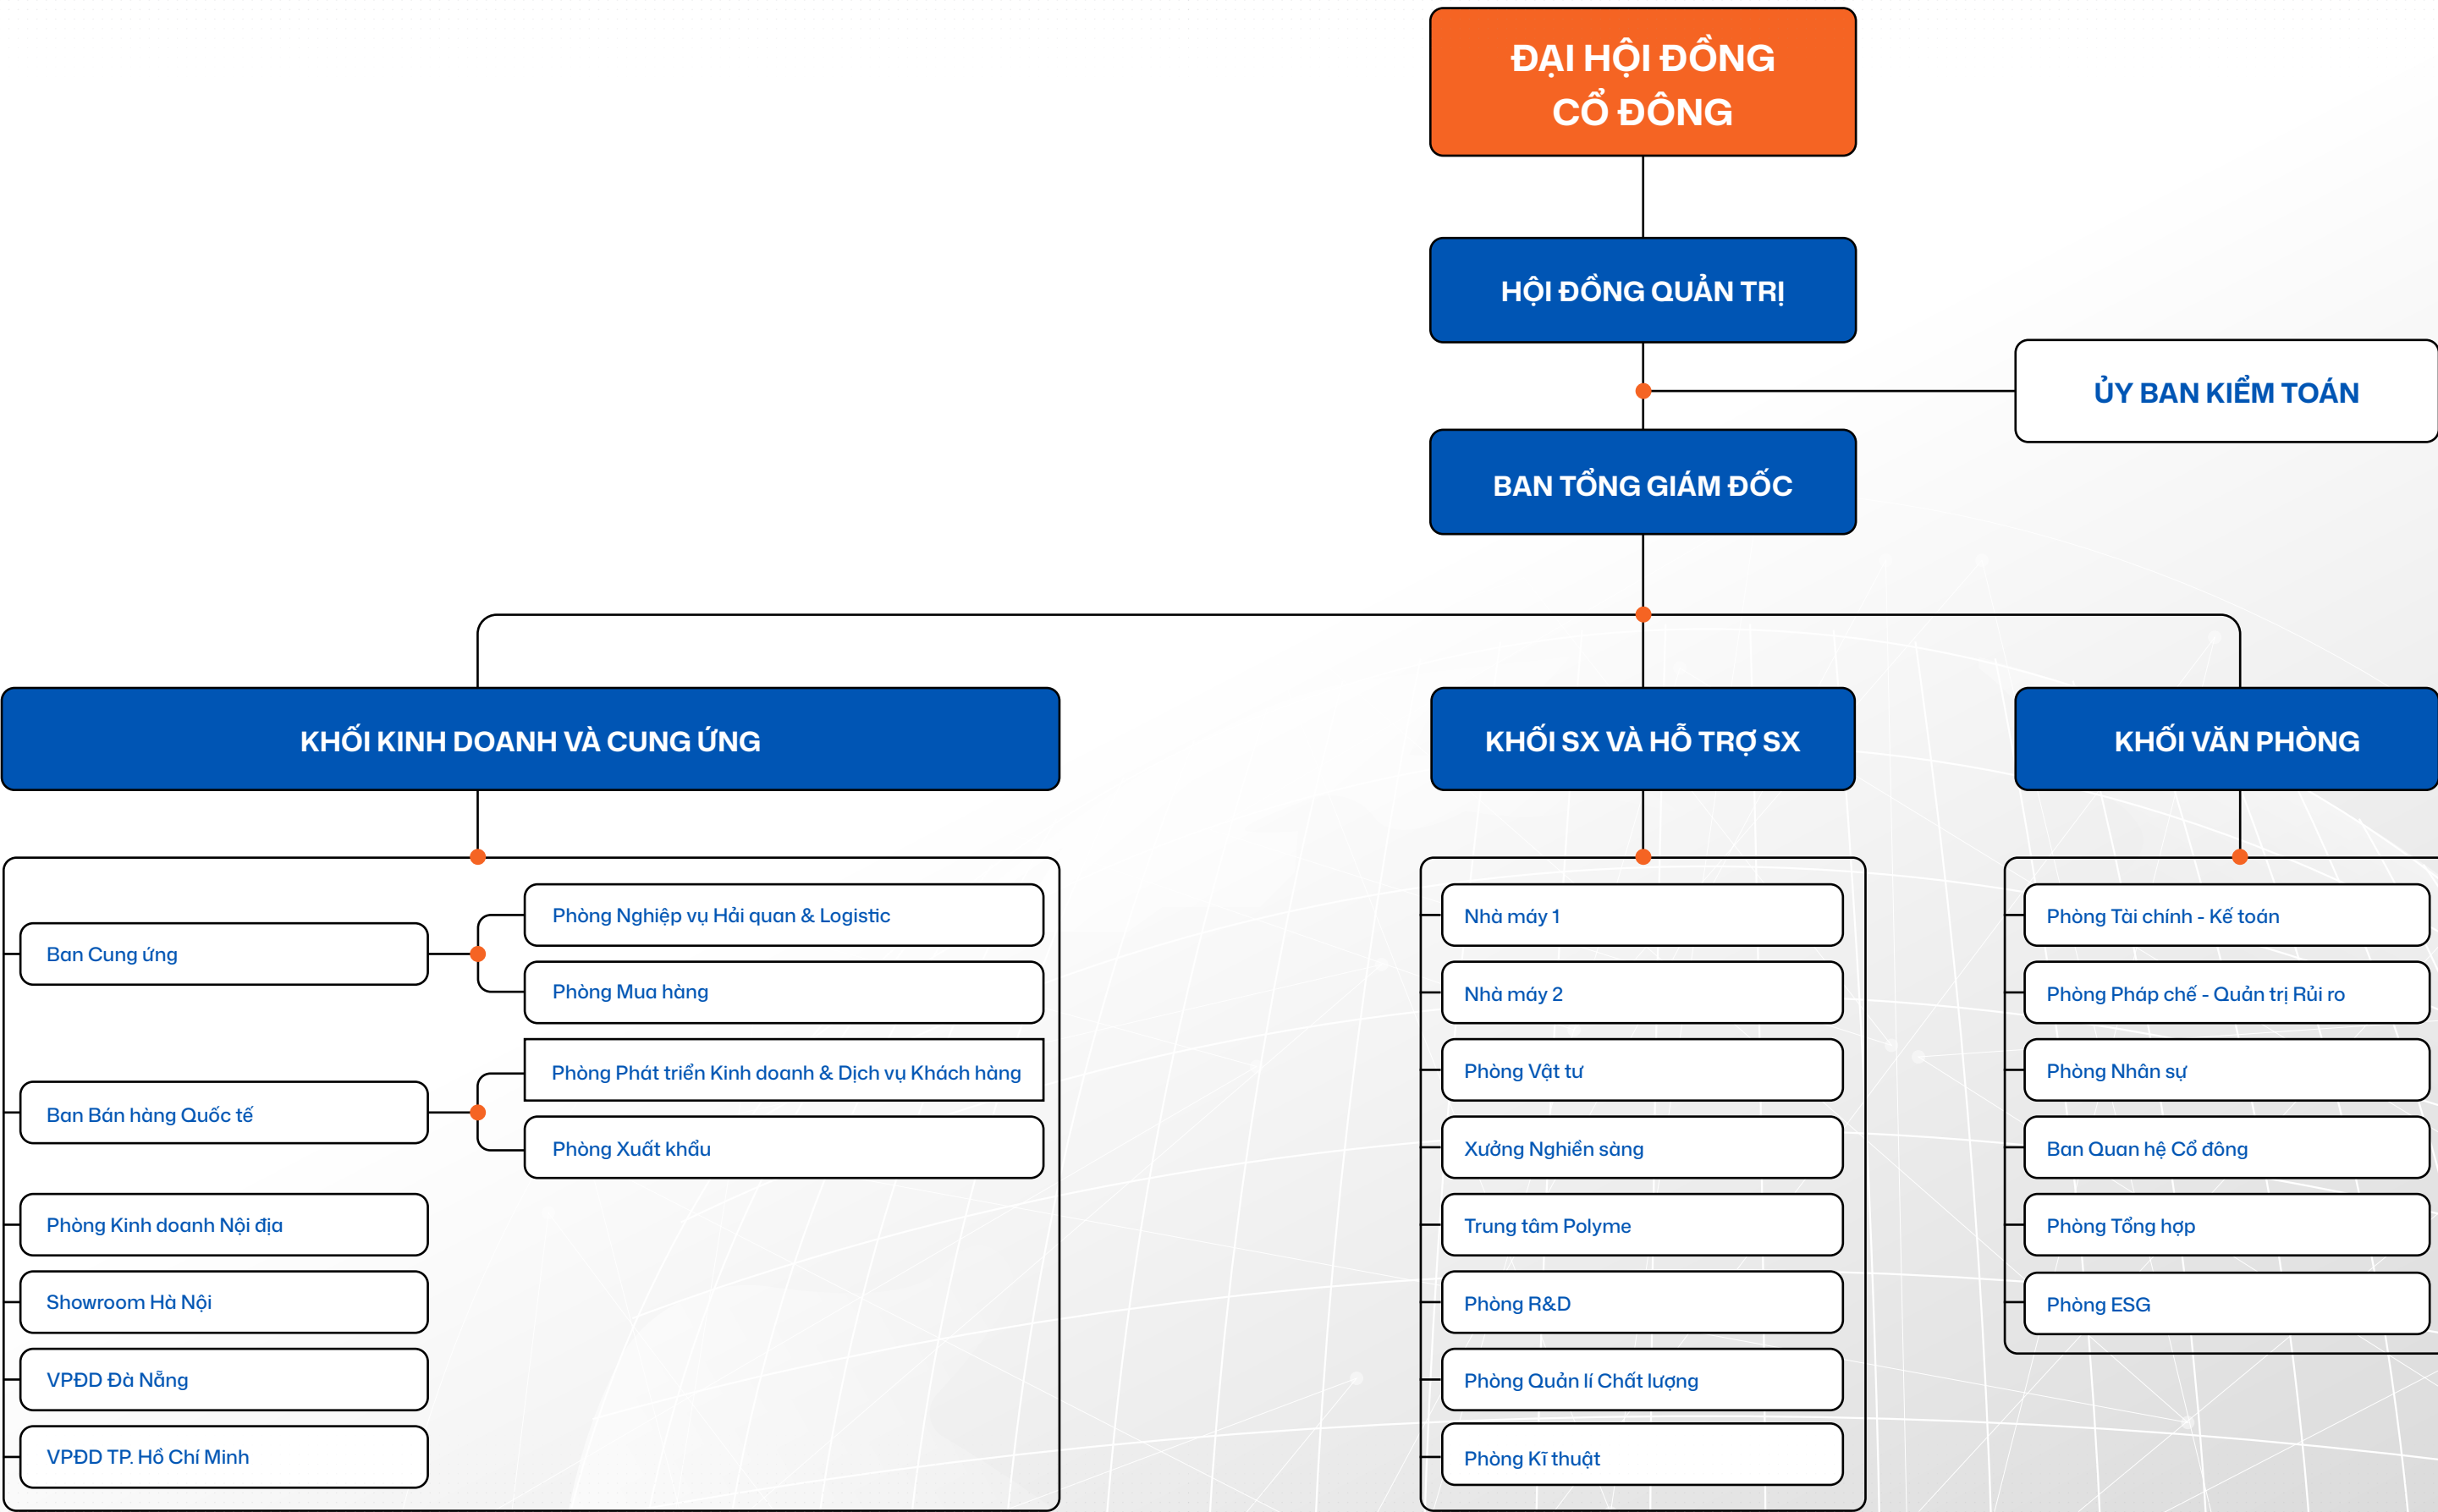 ĐẠI HỘI ĐỒNG
CỔ ĐÔNG
HỘI ĐỒNG QUẢN TRỊ
ỦY BAN KIỂM TOÁN
BAN TỔNG GIÁM ĐỐC
KHỐI KINH DOANH VÀ CUNG ỨNG
Ban Cung ứng
Phòng Nghiệp vụ Hải quan & Logistic
Phòng Mua hàng
Ban Bán hàng Quốc tế
Phòng Phát triển Kinh doanh & Dịch vụ Khách hàng
Phòng Xuất khẩu
Phòng Kinh doanh Nội địa
Showroom Hà Nội
VPĐD Đà Nẵng
VPĐD TP. Hồ Chí Minh
KHỐI SX VÀ HỖ TRỢ SX
Nhà máy 1
Nhà máy 2
Phòng Vật tư
Xưởng Nghiền sàng
Trung tâm Polyme
Phòng R&D
Phòng Quản lí Chất lượng
Phòng Kĩ thuật
KHỐI VĂN PHÒNG
Phòng Tài chính - Kế toán
Phòng Pháp chế - Quản trị Rủi ro
Phòng Nhân sự
Ban Quan hệ Cổ đông
Phòng Tổng hợp
Phòng ESG